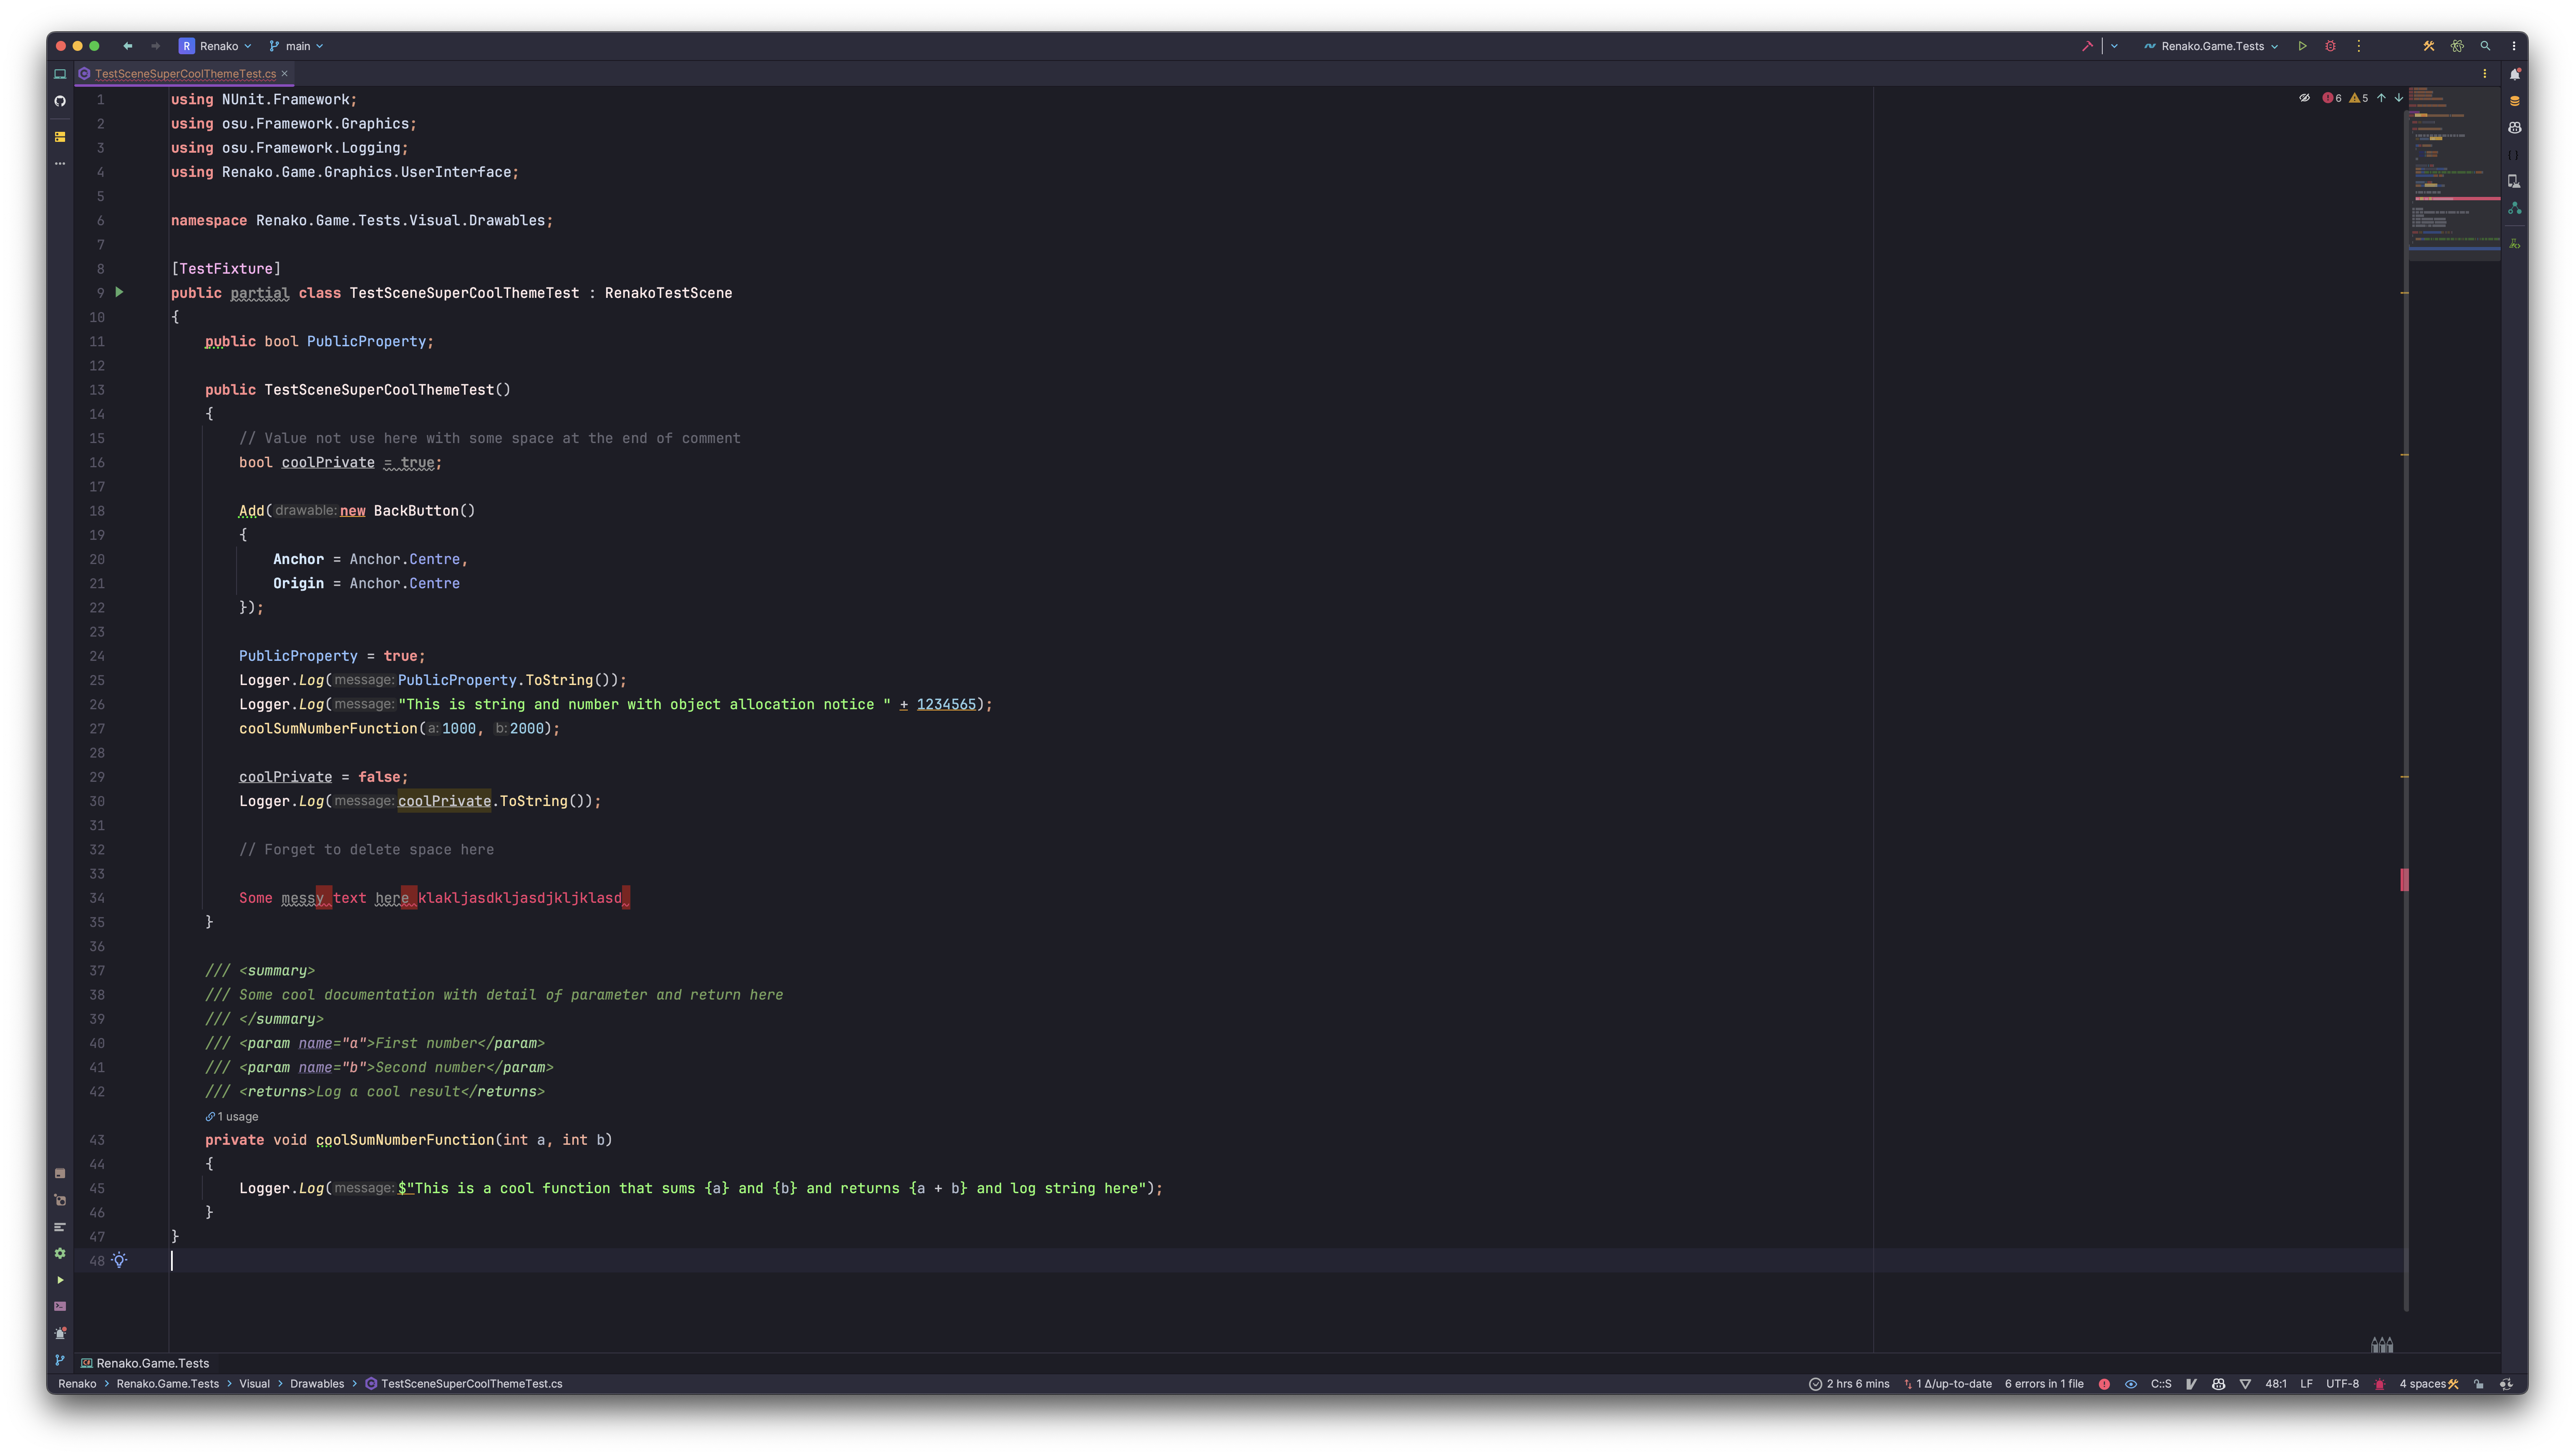 R Renako main Renako.Game.Tests
TestSceneSuperCoolThemeTest.cs
6 5
1 using NUnit.Framework;
2 using osu.Framework.Graphics;
3 using osu.Framework.Logging;
4 using Renako.Game.Graphics.UserInterface;
5
6 namespace Renako.Game.Tests.Visual.Drawables;
7
8 [TestFixture]
9 public partial class TestSceneSuperCoolThemeTest : RenakoTestScene
10 {
11 public bool PublicProperty;
12
13 public TestSceneSuperCoolThemeTest()
14 {
15 // Value not use here with some space at the end of comment
16 bool coolPrivate = true;
17
18 Add( drawable: new BackButton()
19 {
20 Anchor = Anchor.Centre,
21 Origin = Anchor.Centre
22 });
23
24 PublicProperty = true;
25 Logger.Log( message: PublicProperty.ToString());
26 Logger.Log( message: "This is string and number with object allocation notice " + 1234565);
27 coolSumNumberFunction( a: 1000, b: 2000);
28
29 coolPrivate = false;
30 Logger.Log( message: coolPrivate.ToString());
31
32 // Forget to delete space here
33
34 Some messy text here klakljasdkljasdjkljklasd
35 }
36
37 /// <summary>
38 /// Some cool documentation with detail of parameter and return here
39 /// </summary>
40 /// <param name="a">First number</param>
41 /// <param name="b">Second number</param>
42 /// <returns>Log a cool result</returns>
1 usage
43 private void coolSumNumberFunction(int a, int b)
44 {
45 Logger.Log( message: $"This is a cool function that sums {a} and {b} and returns {a + b} and log string here");
46 }
47 }
48
Renako.Game.Tests
Renako > Renako.Game.Tests > Visual > Drawables > TestSceneSuperCoolThemeTest.cs 2 hrs 6 mins 1 Δ/up-to-date 6 errors in 1 file C::S 48:1 LF UTF-8 4 spaces